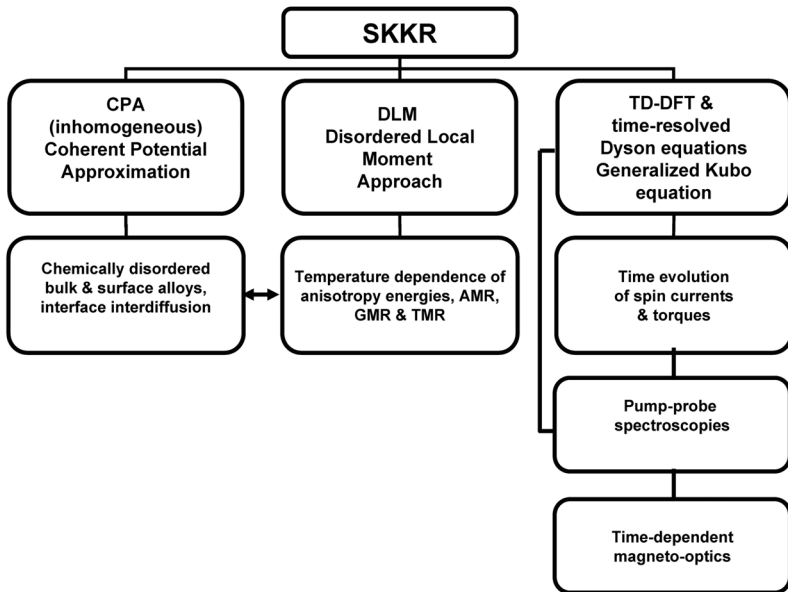 SKKR
CPA
(inhomogeneous)
Coherent Potential
Approximation
DLM
Disordered Local
Moment
Approach
TD-DFT &
time-resolved
Dyson equations
Generalized Kubo
equation
Chemically disordered
bulk & surface alloys,
interface interdiffusion
Temperature dependence of
anisotropy energies, AMR,
GMR & TMR
Time evolution
of spin currents
& torques
Pump-probe
spectroscopies
Time-dependent
magneto-optics